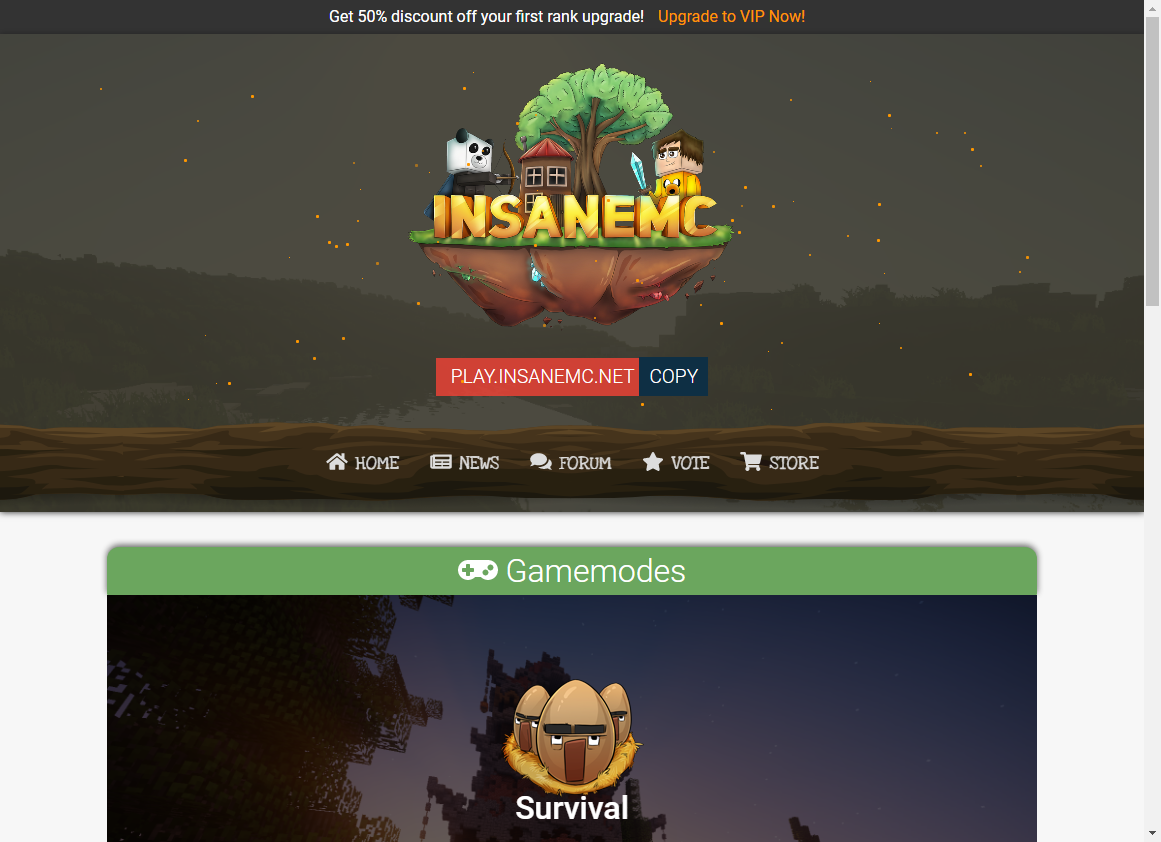 Get 50% discount off your first rank upgrade! Upgrade to VIP Now!
INSANEMC
PLAY.INSANEMC.NET COPY
HOME NEWS FORUM VOTE STORE
Gamemodes
Survival